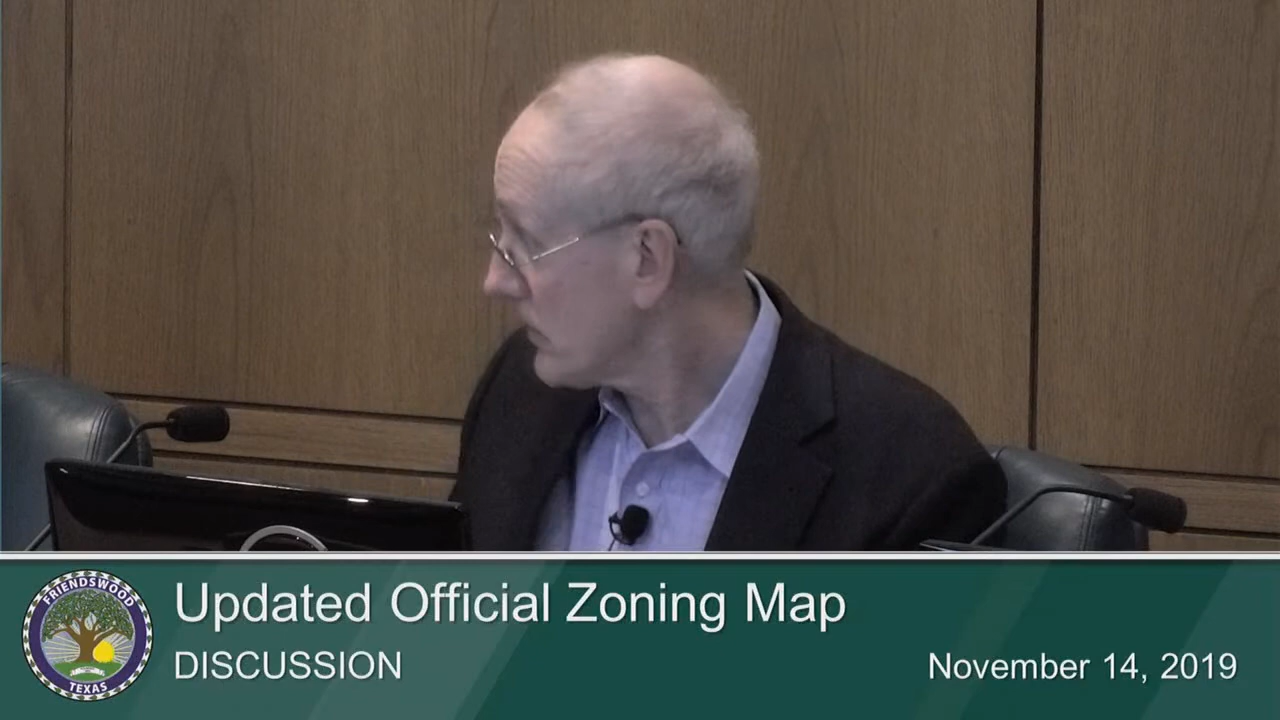 Updated Official Zoning Map
DISCUSSION
November 14, 2019
FRIENDSWOOD
TEXAS